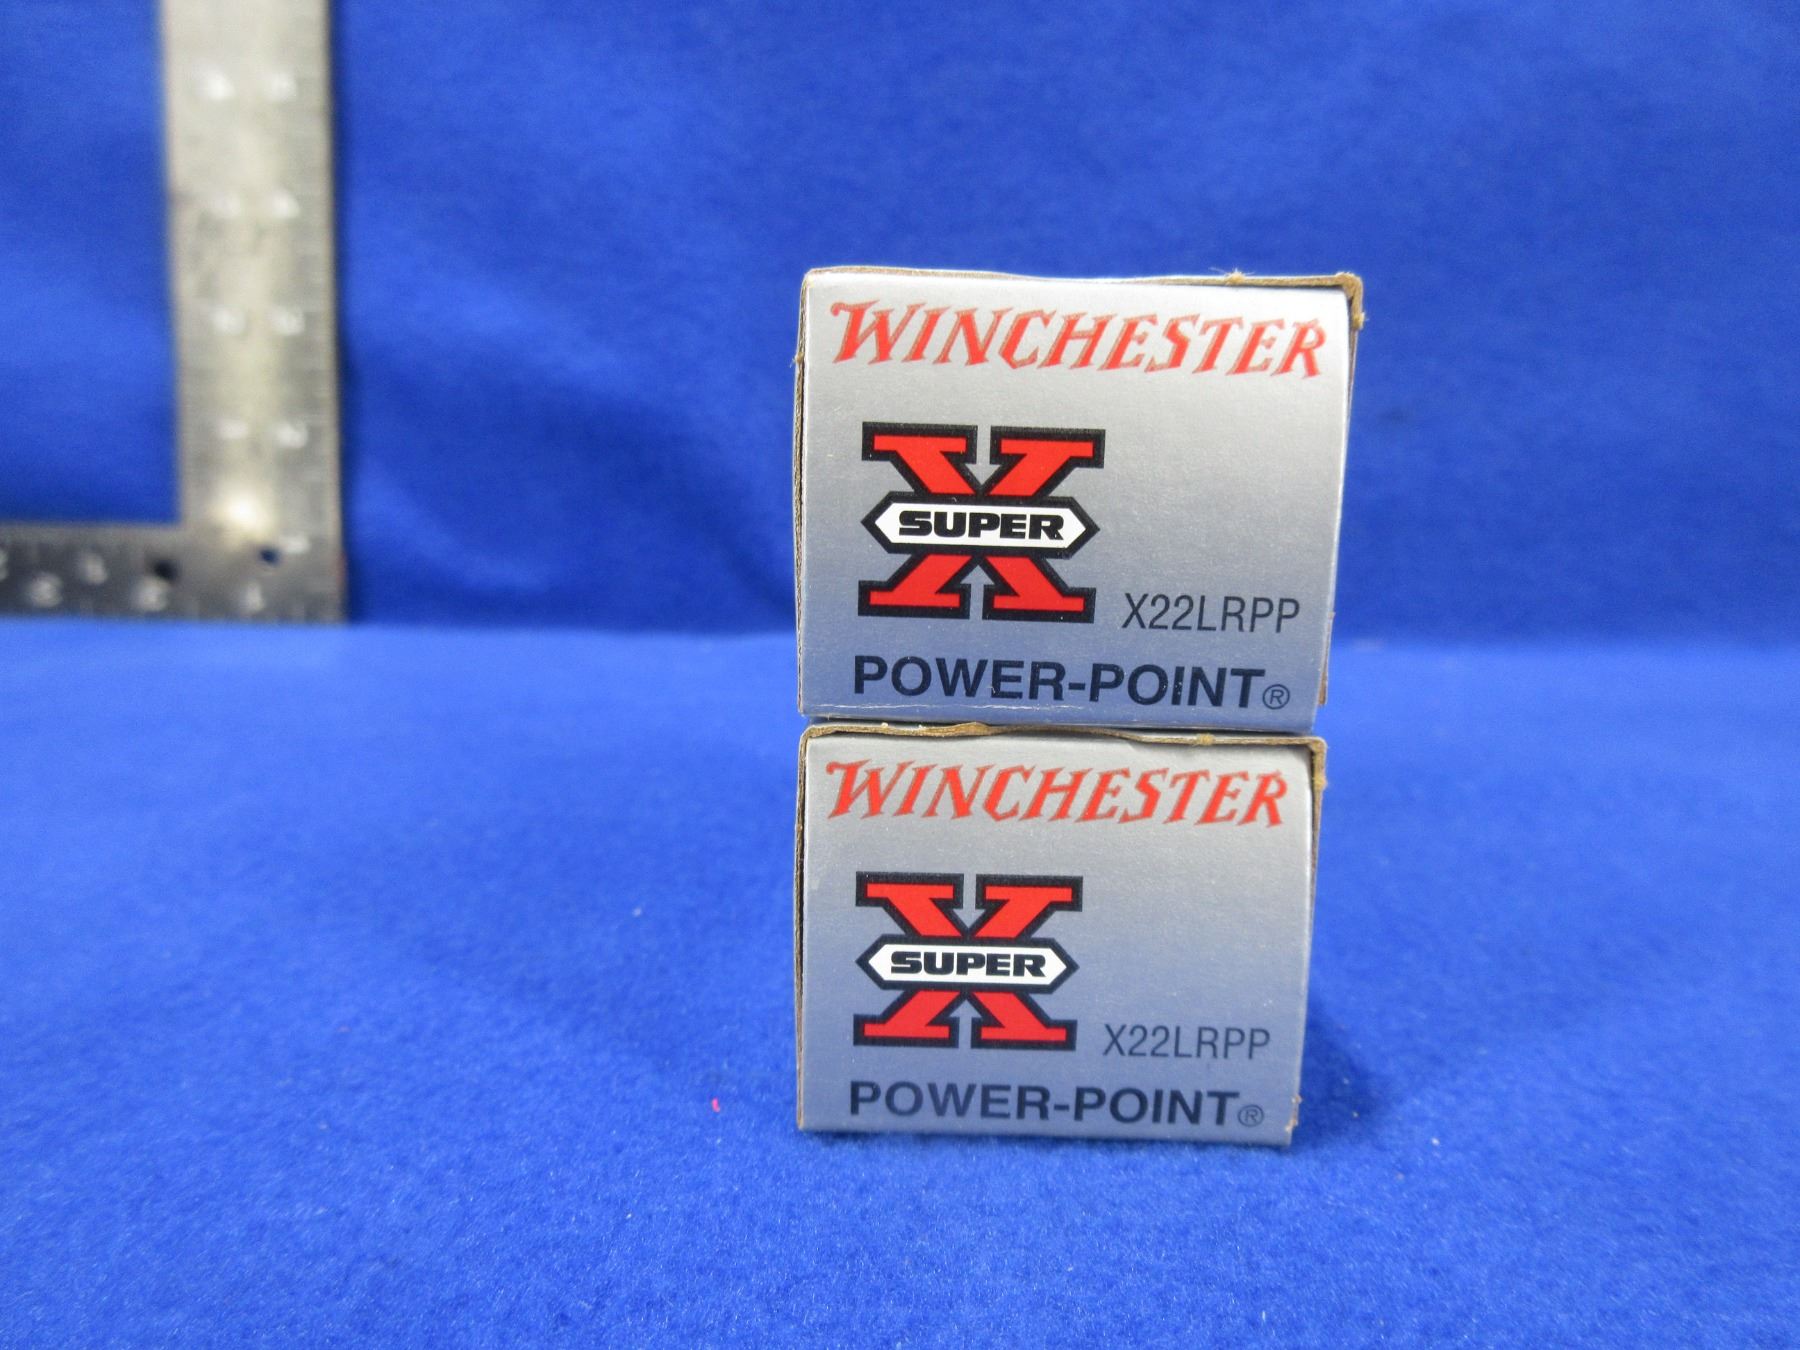 WINCHESTER
SUPER X
X22LRPP
POWER-POINT®
WINCHESTER
SUPER X
X22LRPP
POWER-POINT®